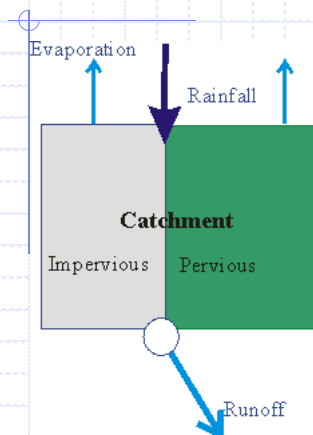 Evaporation
Rainfall
Catchment
Impervious
Pervious
Runoff